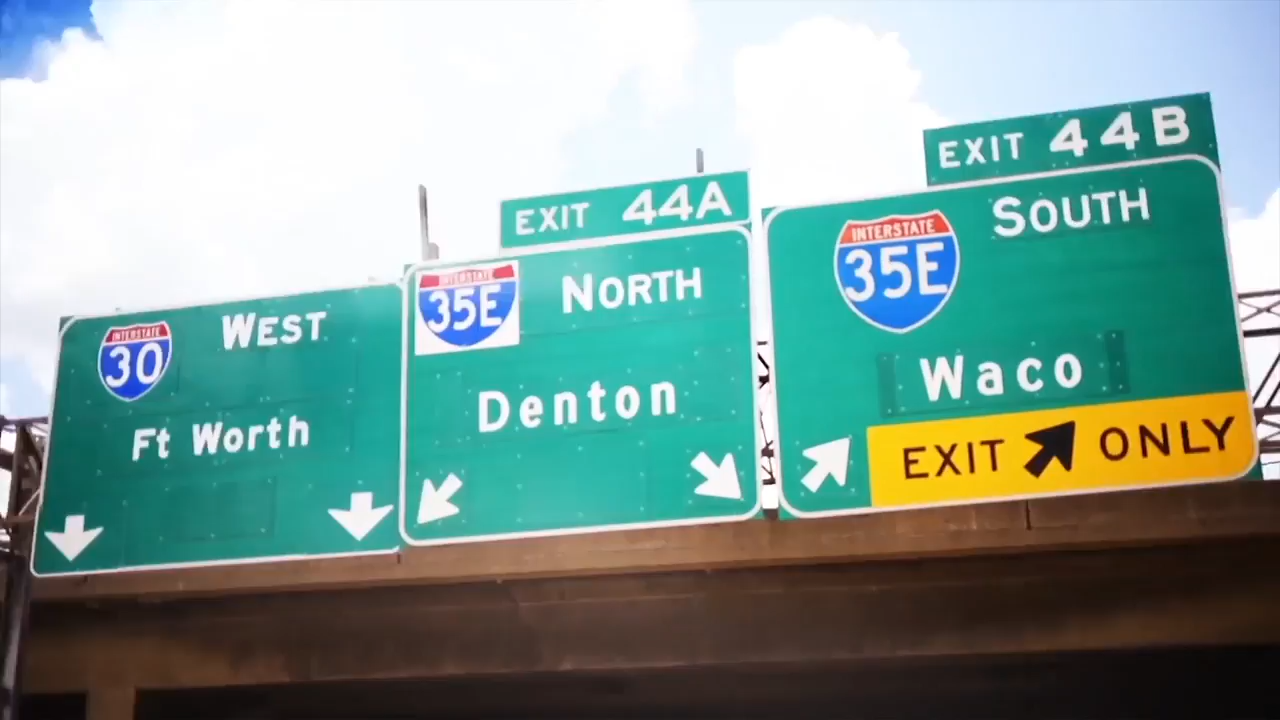 INTERSTATE
30
WEST
Ft Worth
EXIT 44A
INTERSTATE
35E
NORTH
Denton
EXIT 44B
INTERSTATE
35E
SOUTH
Waco
EXIT ONLY